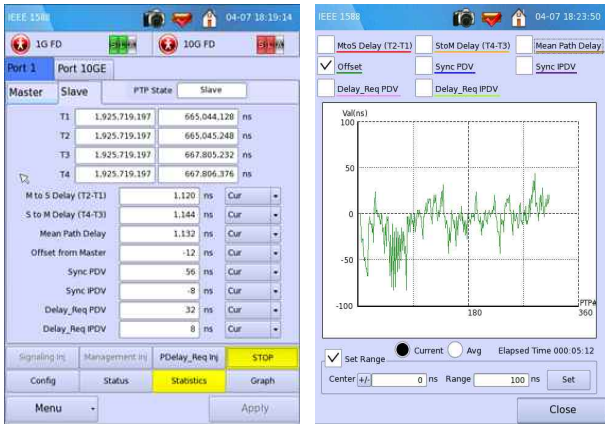 IEEE 1588
04-07 18:19:14
1G FD
10G FD
Port 1
Port 10GE
Master
Slave
PTP State
Slave
T1 1,925,719,197 665,044,128 ns
T2 1,925,719,197 665,045,248 ns
T3 1,925,719,197 667,805,232 ns
T4 1,925,719,197 667,806,376 ns
M to S Delay (T2-T1) 1,120 ns Cur
S to M Delay (T4-T3) 1,144 ns Cur
Mean Path Delay 1,132 ns Cur
Offset from Master -12 ns Cur
Sync PDV 56 ns Cur
Sync IPDV -8 ns Cur
Delay_Req PDV 32 ns Cur
Delay_Req IPDV 8 ns Cur
Signaling Inj Management Inj PDelay_Req Inj STOP
Config Status Statistics Graph
Menu Apply
IEEE 1588
04-07 18:23:50
MtoS Delay (T2-T1) StoM Delay (T4-T3) Mean Path Delay
Offset Sync PDV Sync IPDV
Delay_Req PDV Delay_Req IPDV
Val(ns)
100
50
0
-50
-100
PTP#
180 360
Current Avg Elapsed Time 000:05:12
Set Range
Center +/- 0 ns Range 100 ns Set
Close